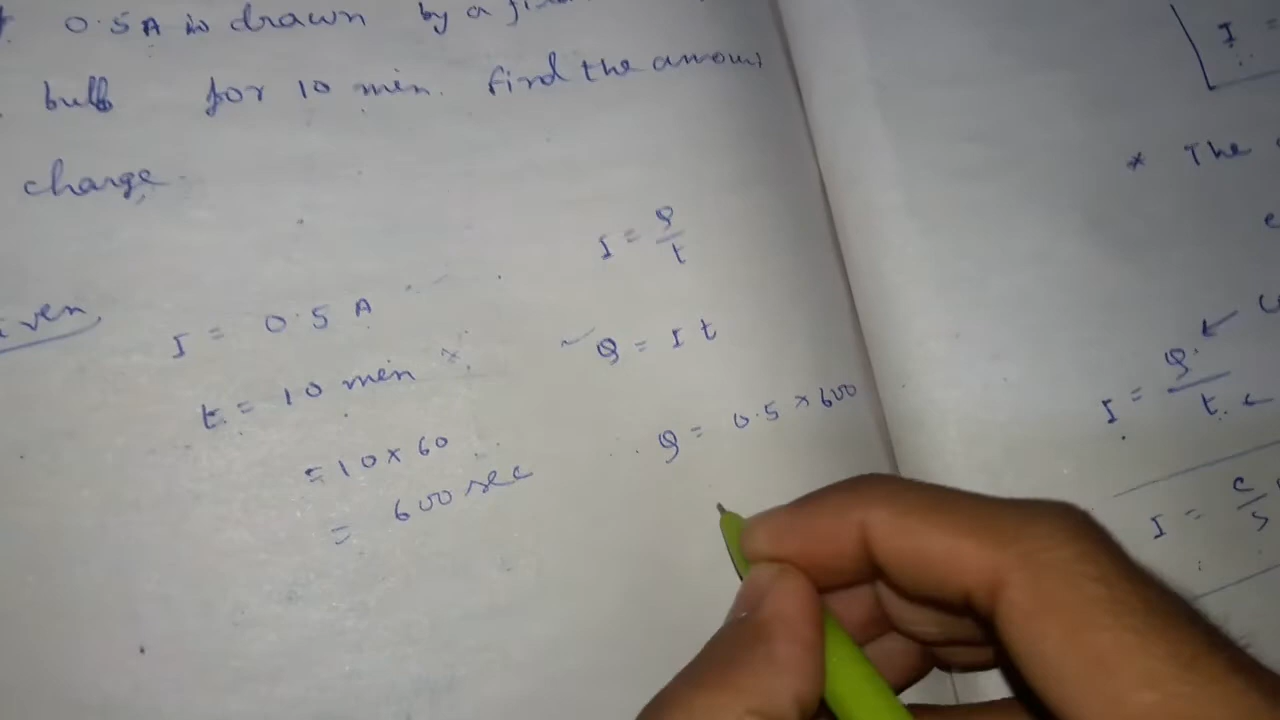 0.5A is drawn by a
bulb for 10 min. find the amount
charge.
I = Q/t
I = 0.5 A
t = 10 min
Q = I t
= 10 x 60
Q = 0.5 x 600
= 600 sec
I =
* The
I = Q/t
I = C/S